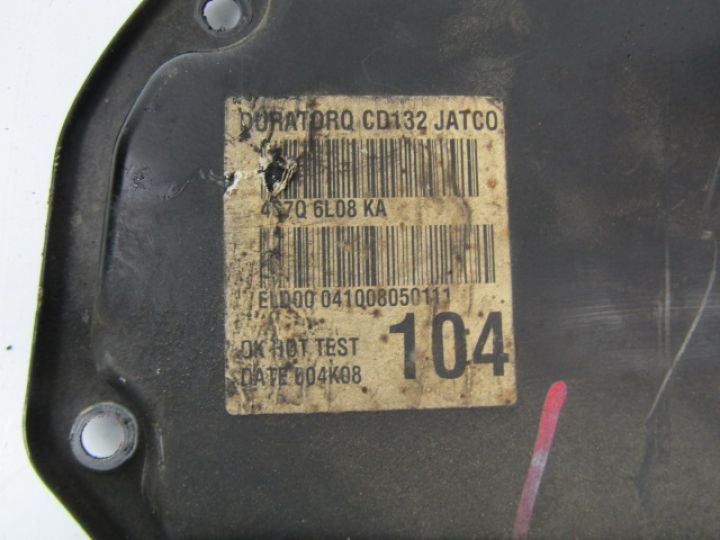 DURATORQ CD132 JATCO
4S7Q 6L08 KA
ELD00 041008050111
104
OK HOT TEST
DATE 004K08